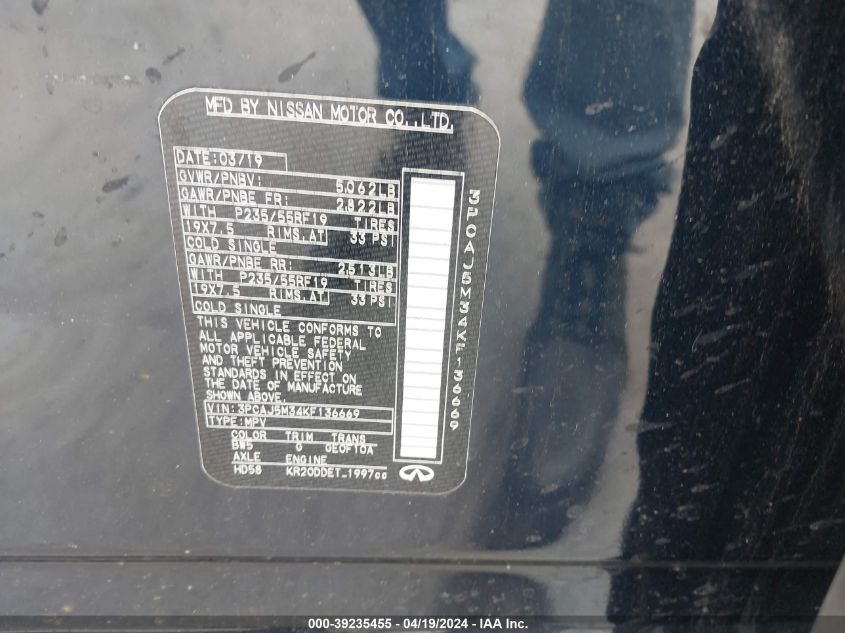 MFD BY NISSAN MOTOR CO.,LTD.
DATE:03/19
GVWR/PNBV: 5,062LB
GAWR/PNBE FR: 2,822LB
WITH P235/55RF19 TIRES
19X7.5 RIMS,AT 33 PSI
COLD SINGLE
GAWR/PNBE RR: 2,513LB
WITH P235/55RF19 TIRES
19X7.5 RIMS,AT 33 PSI
COLD SINGLE
THIS VEHICLE CONFORMS TO
ALL APPLICABLE FEDERAL
MOTOR VEHICLE SAFETY
AND THEFT PREVENTION
STANDARDS IN EFFECT ON
THE DATE OF MANUFACTURE
SHOWN ABOVE.
VIN:3PCAJ5M34KF136669
TYPE:MPV
COLOR TRIM TRANS
BW5 G GE0F10A
AXLE ENGINE
HD58 KR20DDET_1997cc
3PCAJ5M34KF136669
000-39235455 - 04/19/2024 - IAA Inc.